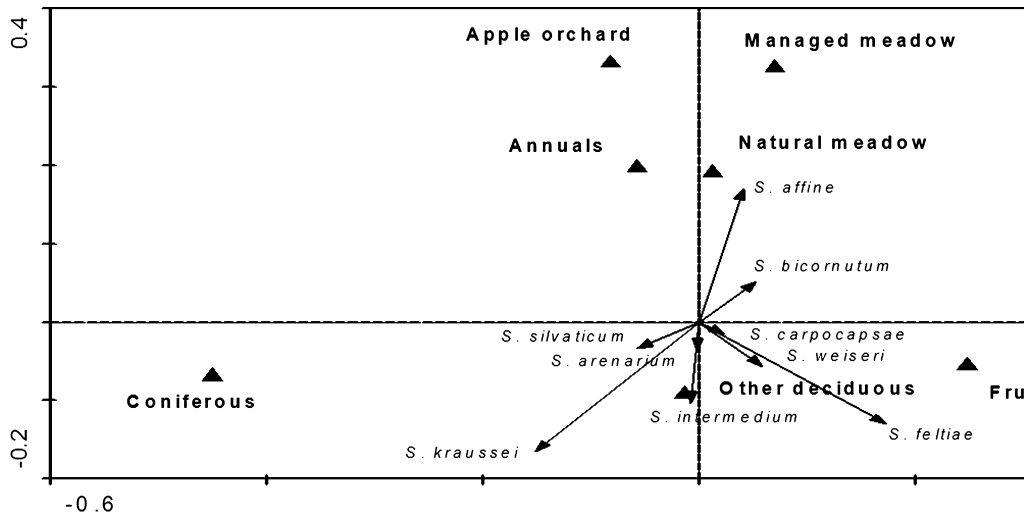 0.4
Apple orchard
Managed meadow
Annuals
Natural meadow
S. affine
S. bicornutum
S. silvaticum
S. carpocapsae
S. arenarium
S. weiseri
Coniferous
Other deciduous
Fru
S. intermedium
S. feltiae
S. kraussei
-0.2
-0.6